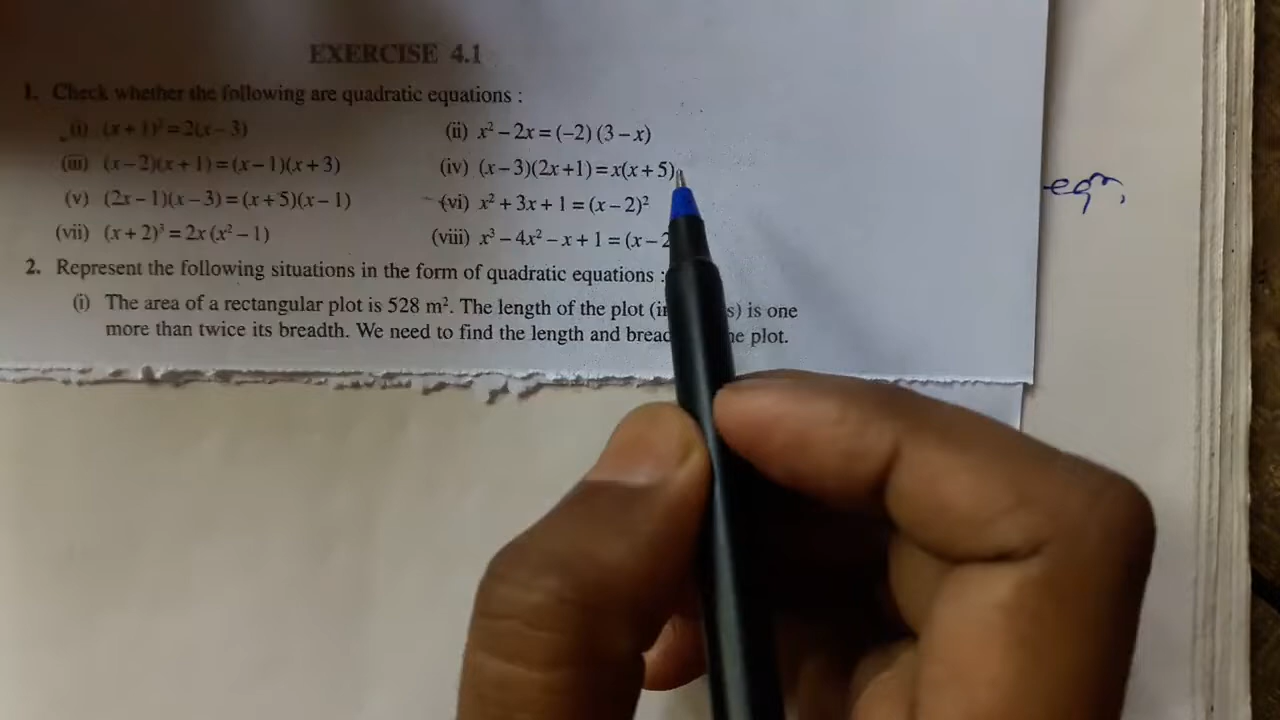 EXERCISE 4.1
1. Check whether the following are quadratic equations :
(i) (x + 1)² = 2(x – 3) (ii) x² – 2x = (–2) (3 – x)
(iii) (x – 2)(x + 1) = (x – 1)(x + 3) (iv) (x – 3)(2x + 1) = x(x + 5)
(v) (2x – 1)(x – 3) = (x + 5)(x – 1) (vi) x² + 3x + 1 = (x – 2)²
(vii) (x + 2)³ = 2x (x² – 1) (viii) x³ – 4x² – x + 1 = (x – 2
2. Represent the following situations in the form of quadratic equations :
(i) The area of a rectangular plot is 528 m². The length of the plot (in s) is one
more than twice its breadth. We need to find the length and bread he plot.
eqn,